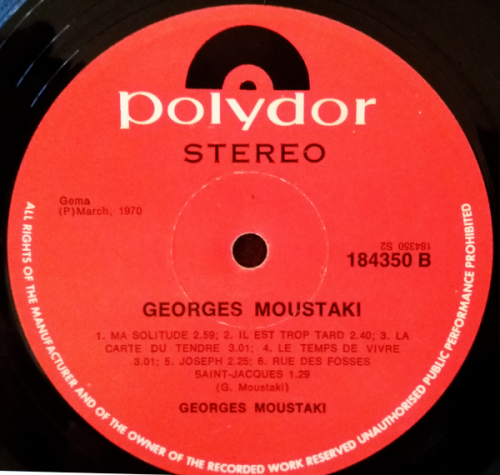 polydor
STEREO
Gema
(P)March, 1970
184350 S2
184350 B
GEORGES MOUSTAKI
1. MA SOLITUDE 2.59; 2. IL EST TROP TARD 2.40; 3. LA
CARTE DU TENDRE 3.01; 4. LE TEMPS DE VIVRE
3.01; 5. JOSEPH 2.25; 6. RUE DES FOSSES
SAINT-JACQUES 1.29
(G. Moustaki)
GEORGES MOUSTAKI
ALL RIGHTS OF THE MANUFACTURER AND OF THE OWNER OF THE RECORDED WORK RESERVED UNAUTHORISED PUBLIC PERFORMANCE PROHIBITED